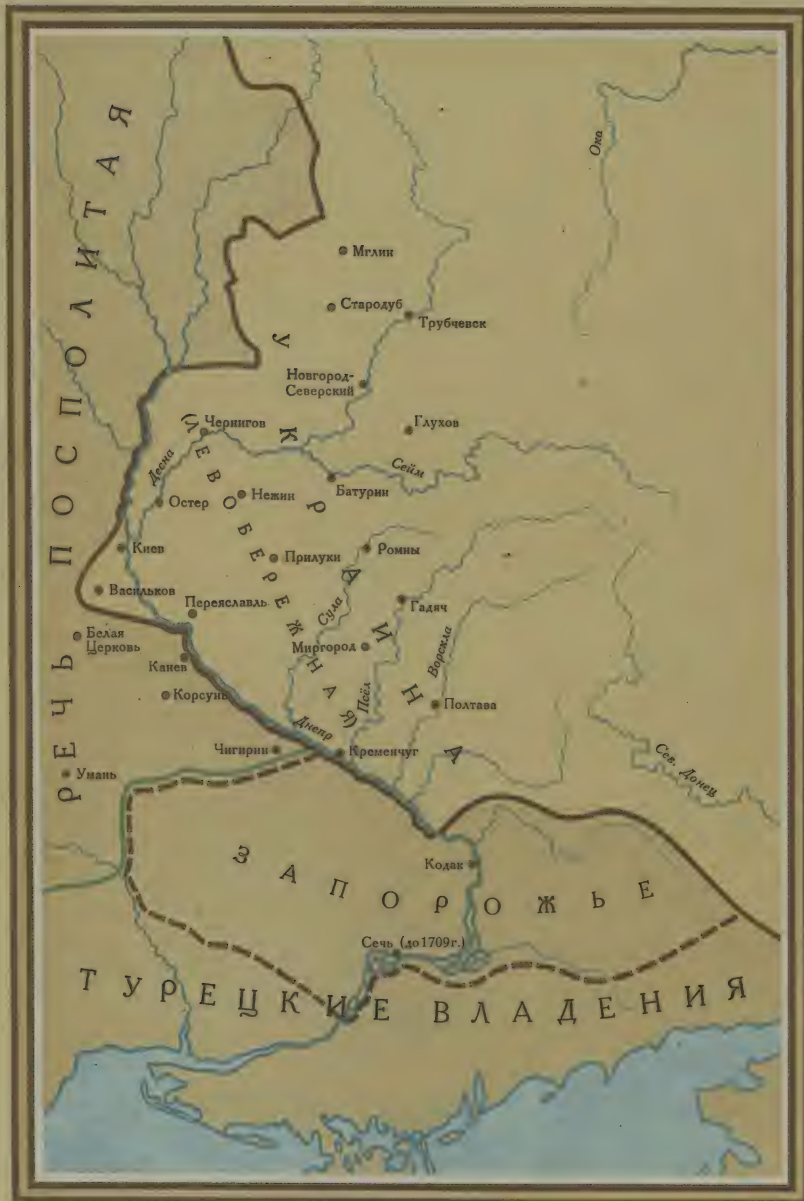 РЕЧЬ ПОСПОЛИТАЯ
Ока
Мглин
Стародуб
Трубчевск
Новгород-
Северский
УКРАИНА
(ЛЕВОБЕРЕЖНАЯ)
Чернигов
Глухов
Десна
Сейм
Батурин
Остер
Нежин
Киев
Прилуки
Ромны
Васильков
Переяславль
Сула
Гадяч
Белая
Церковь
Миргород
Ворскла
Канев
Псёл
Корсунь
Полтава
Днепр
Чигирин
Кременчуг
Сев. Донец
Умань
ЗАПОРОЖЬЕ
Кодак
Сечь (до 1709г.)
ТУРЕЦКИЕ ВЛАДЕНИЯ